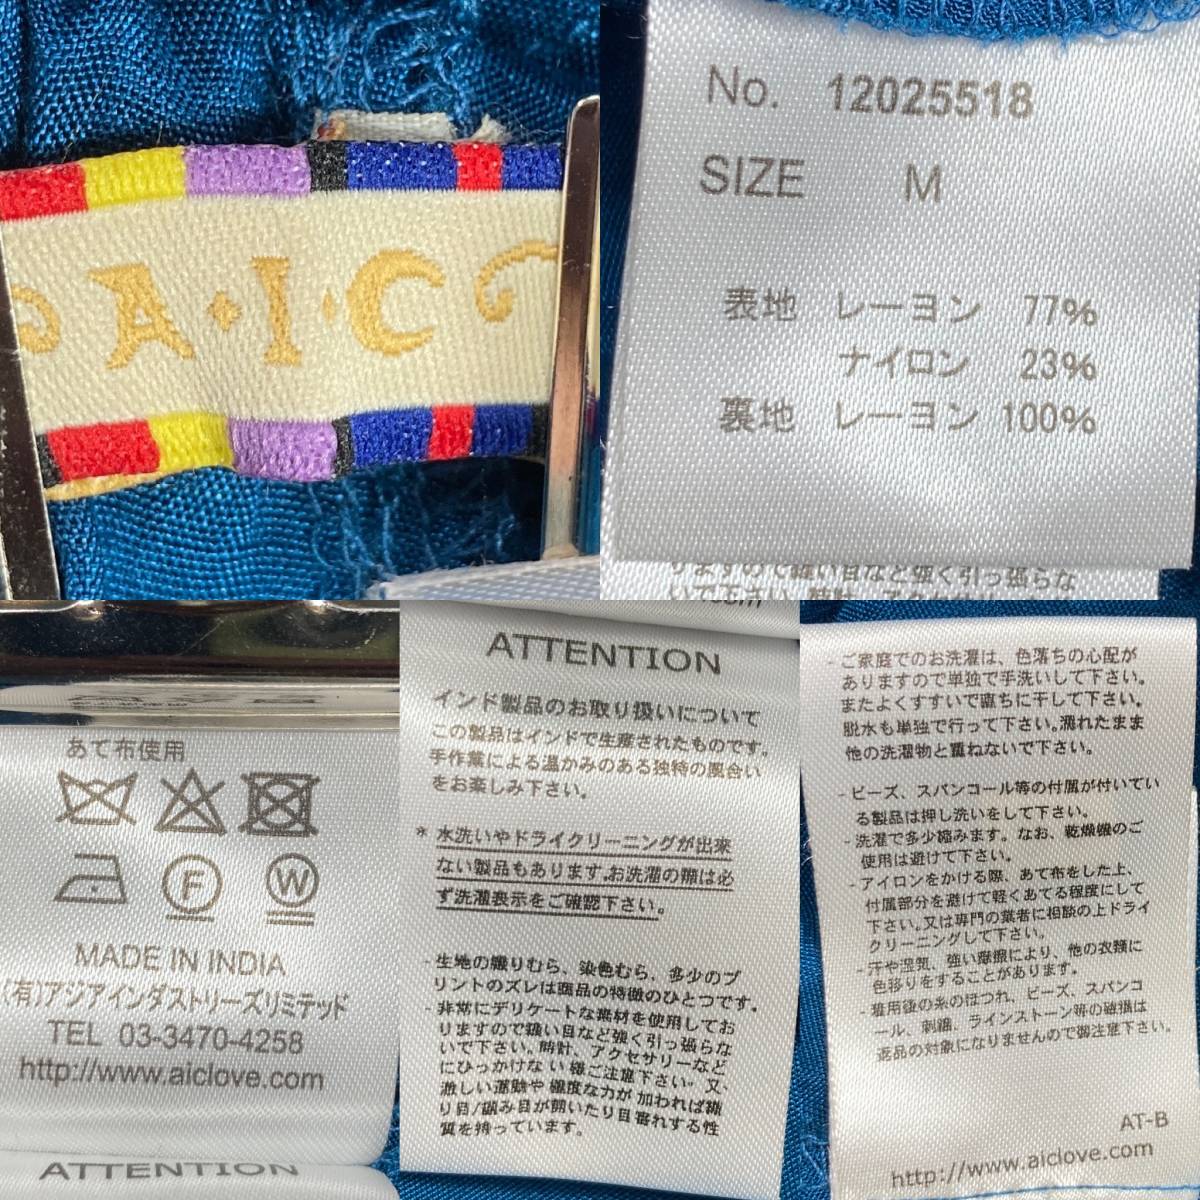 A·I·C
No. 12025518
SIZE M
表地 レーヨン 77%
ナイロン 23%
裏地 レーヨン 100%
りますので縫い目など強く引っ張らな
あて布使用
F
W
MADE IN INDIA
(有)アジアインダストリーズリミテッド
TEL 03-3470-4258
http://www.aiclove.com
ATTENTION
.com
ATTENTION
インド製品のお取り扱いについて
この製品はインドで生産されたものです。
手作業による温かみのある独特の風合い
をお楽しみ下さい。
* 水洗いやドライクリーニングが出来
ない製品もあります。お洗濯の際は必
ず洗濯表示をご確認下さい。
- 生地の織りむら、染色むら、多少のプ
リントのズレは商品の特徴のひとつです。
- 非常にデリケートな素材を使用してお
りますので縫い目など強く引っ張らな
いで下さい。時計、アクセサリーなど
にひっかけない様ご注意下さい。又、
激しい運動や極度な力が加われば織
り目/編み目が開いたり目寄れする性
質を持っています。
- ご家庭でのお洗濯は、色落ちの心配が
ありますので単独で手洗いして下さい。
またよくすすいで直ちに干して下さい。
脱水も単独で行って下さい。濡れたまま
他の洗濯物と重ねないで下さい。
- ビーズ、スパンコール等の付属が付いてい
る製品は押し洗いをして下さい。
- 洗濯で多少縮みます。なお、乾燥機のご
使用は避けて下さい。
- アイロンをかける際、あて布をした上、
付属部分を避けて軽くあてる程度にして
下さい。又は専門の業者に相談の上ドライ
クリーニングして下さい。
- 汗や湿気、強い摩擦により、他の衣類に
色移りをすることがあります。
- 着用後の糸のほつれ、ビーズ、スパンコ
ール、刺繍、ラインストーン等の破損は
返品の対象になりませんので御注意下さい。
AT-B
http://www.aiclove.com